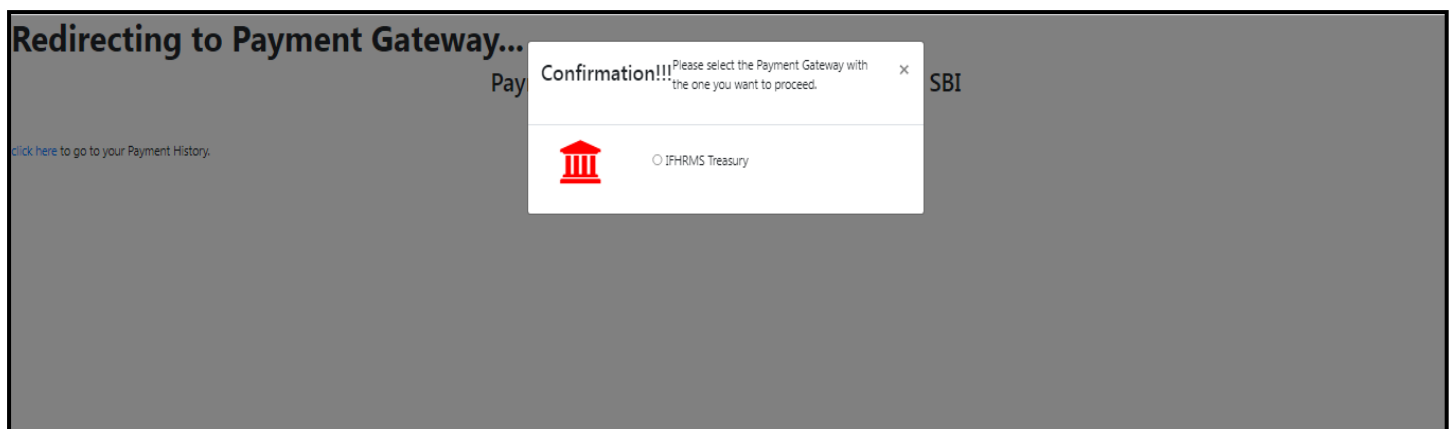 Redirecting to Payment Gateway...
Confirmation!!! Please select the Payment Gateway with
the one you want to proceed.
×
SBI
click here to go to your Payment History.
IFHRMS Treasury